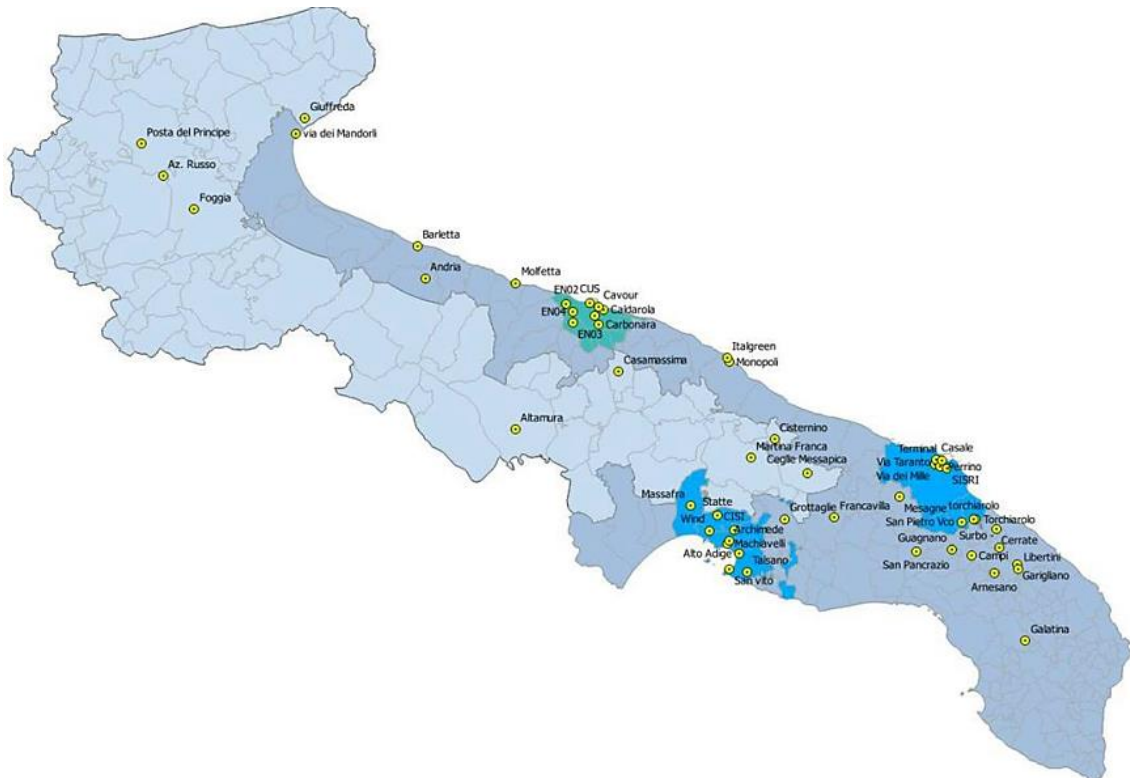 Giuffreda
via dei Mandorli
Posta del Principe
Az. Russo
Foggia
Barletta
Andria
Molfetta
EN02 CUS
Cavour
EN04
Caldarola
Carbonara
EN03
Italgreen
Monopoli
Casamassima
Altamura
Cisternino
Martina Franca
Ceglie Messapica
Terminal
Casale
Via Taranto
Perrino
Via dei Mille
SISRI
Massafra
Statte
Mesagne
torchiarolo
Grottaglie
Francavilla
Wind
CISI
San Pietro Vco
Torchiarolo
Archimede
Surbo
Machiavelli
Guagnano
Cerrate
Alto Adige
Talsano
San Pancrazio
Campi
Libertini
San vito
Garigliano
Arnesano
Galatina